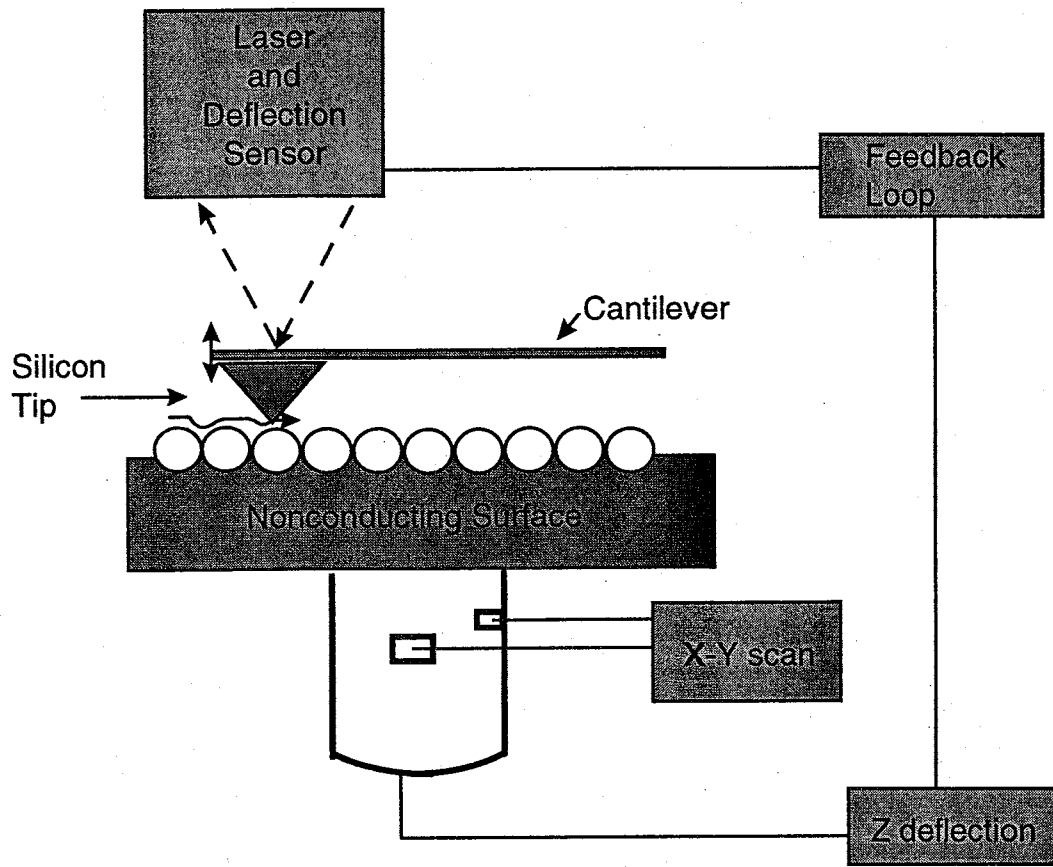 Laser
and
Deflection
Sensor
Feedback
Loop
Cantilever
Silicon
Tip
Nonconducting Surface
X-Y scan
Z deflection